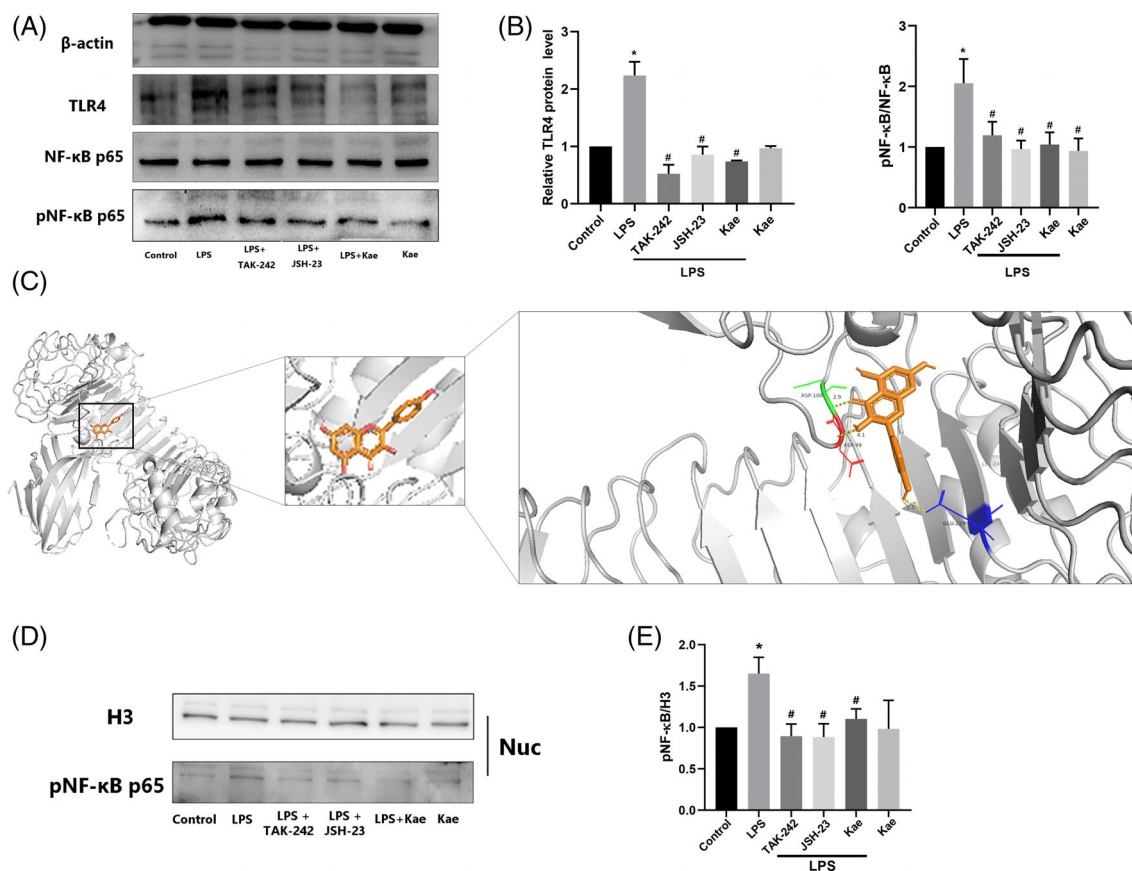 (A)
β-actin
TLR4
NF-κB p65
pNF-κB p65
Control
LPS
LPS+
TAK-242
LPS+
JSH-23
LPS+Kae
Kae
(B)
Relative TLR4 protein level
3
2
1
0
*
#
#
#
Control
LPS
TAK-242
JSH-23
Kae
Kae
LPS
pNF-κB/NF-κB
3
2
1
0
*
#
#
#
#
Control
LPS
TAK-242
JSH-23
Kae
Kae
LPS
(C)
ASP-100
2.9
4.1
ASP-99
GLU-229
(D)
H3
pNF-κB p65
Nuc
Control
LPS
LPS +
TAK-242
LPS +
JSH-23
LPS+Kae
Kae
(E)
pNF-κB/H3
2.0
1.5
1.0
0.5
0.0
*
#
#
#
Control
LPS
TAK-242
JSH-23
Kae
Kae
LPS